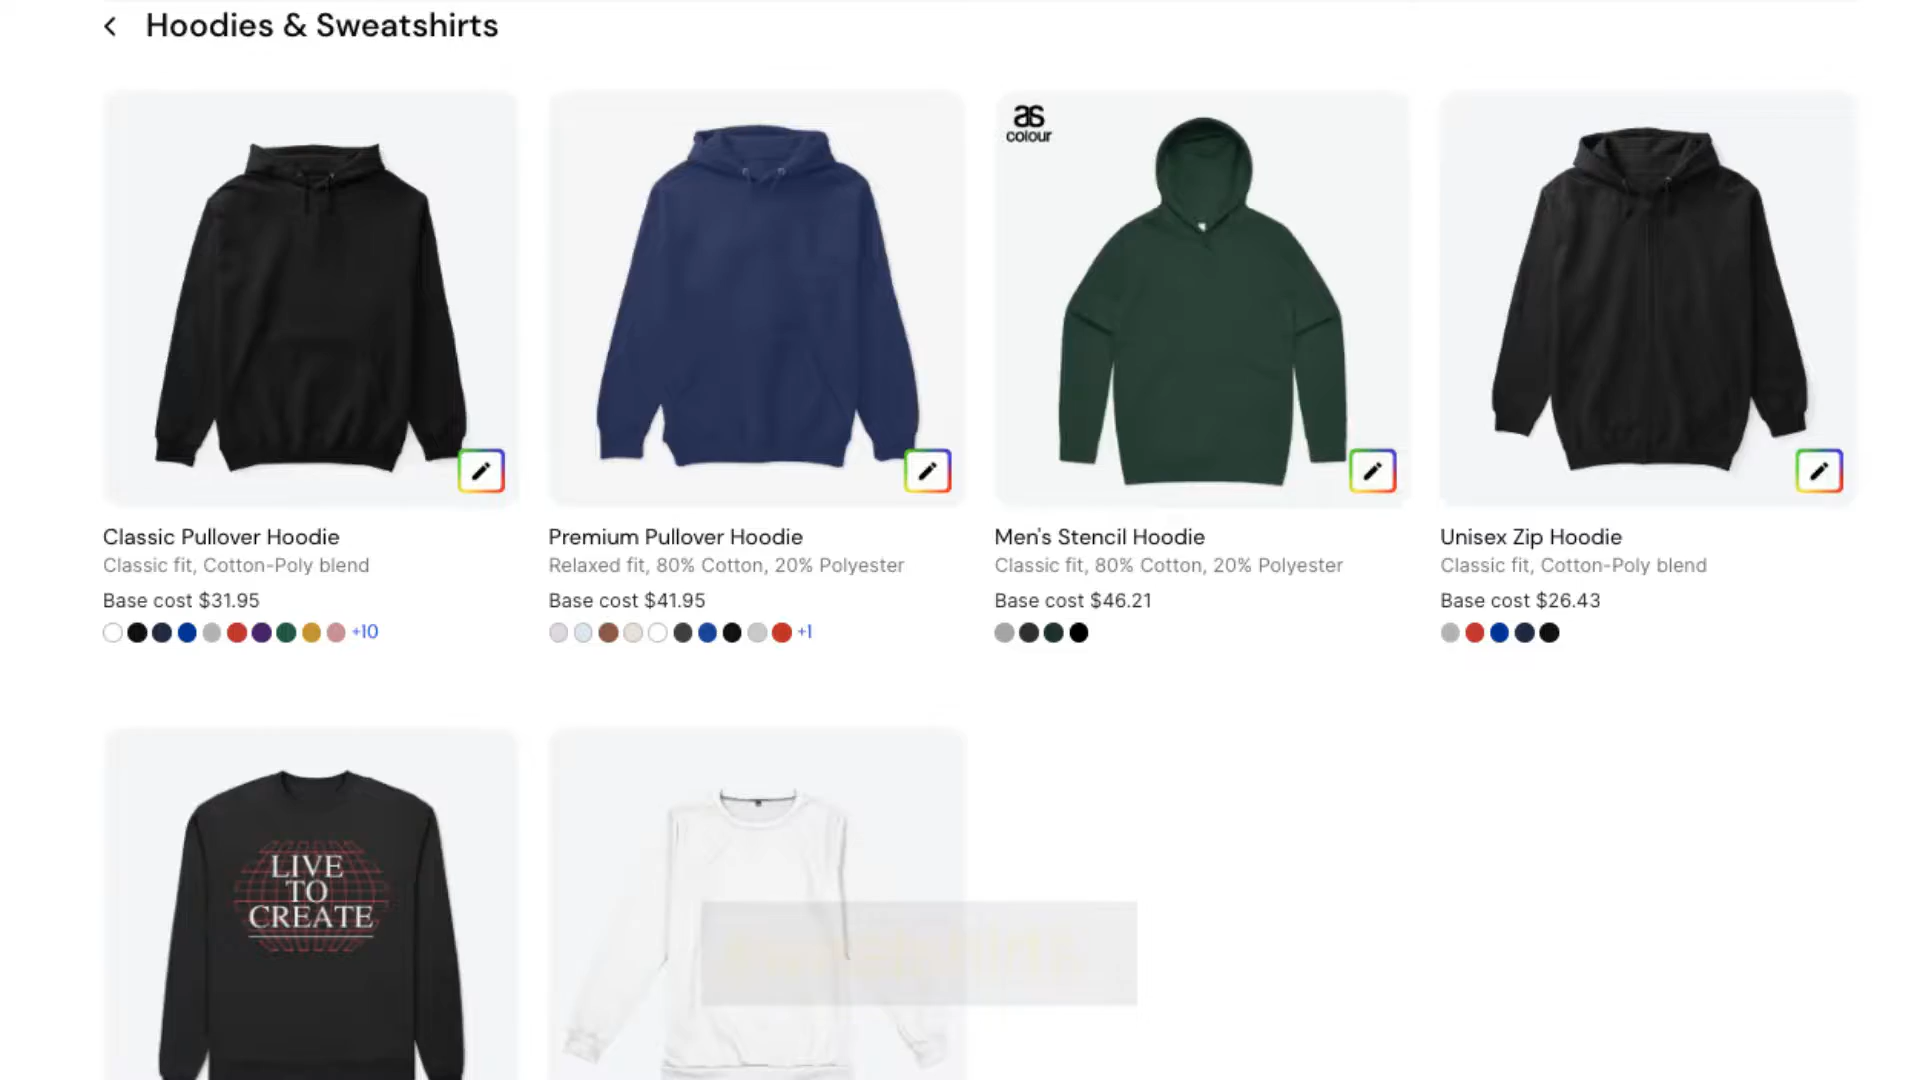 Hoodies & Sweatshirts
as
colour
Classic Pullover Hoodie
Classic fit, Cotton-Poly blend
Base cost $31.95
+10
Premium Pullover Hoodie
Relaxed fit, 80% Cotton, 20% Polyester
Base cost $41.95
+1
Men's Stencil Hoodie
Classic fit, 80% Cotton, 20% Polyester
Base cost $46.21
Unisex Zip Hoodie
Classic fit, Cotton-Poly blend
Base cost $26.43
LIVE
TO
CREATE